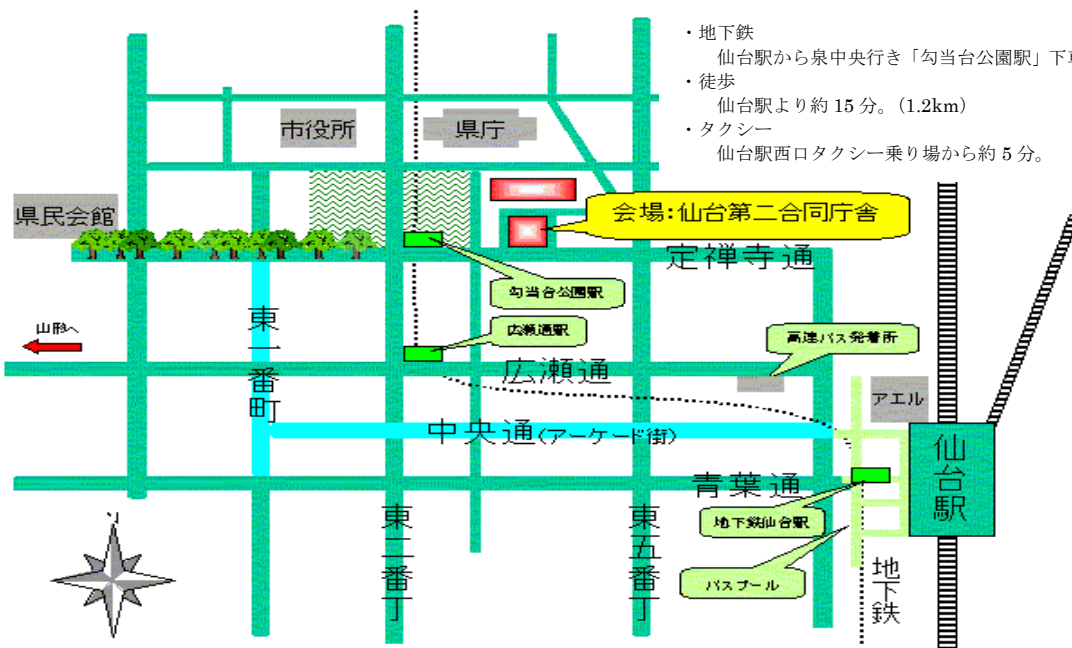 ・地下鉄
仙台駅から泉中央行き「勾当台公園駅」下車
・徒歩
仙台駅より約 15 分。(1.2km)
・タクシー
仙台駅西口タクシー乗り場から約 5 分。
市役所
県庁
県民会館
会場:仙台第二合同庁舎
定禅寺通
勾当台公園駅
東一番町
山形へ
広瀬通駅
高速バス発着所
広瀬通
アエル
中央通(アーケード街)
仙台駅
青葉通
地下鉄仙台駅
東二番丁
東五番丁
バスプール
地下鉄
N